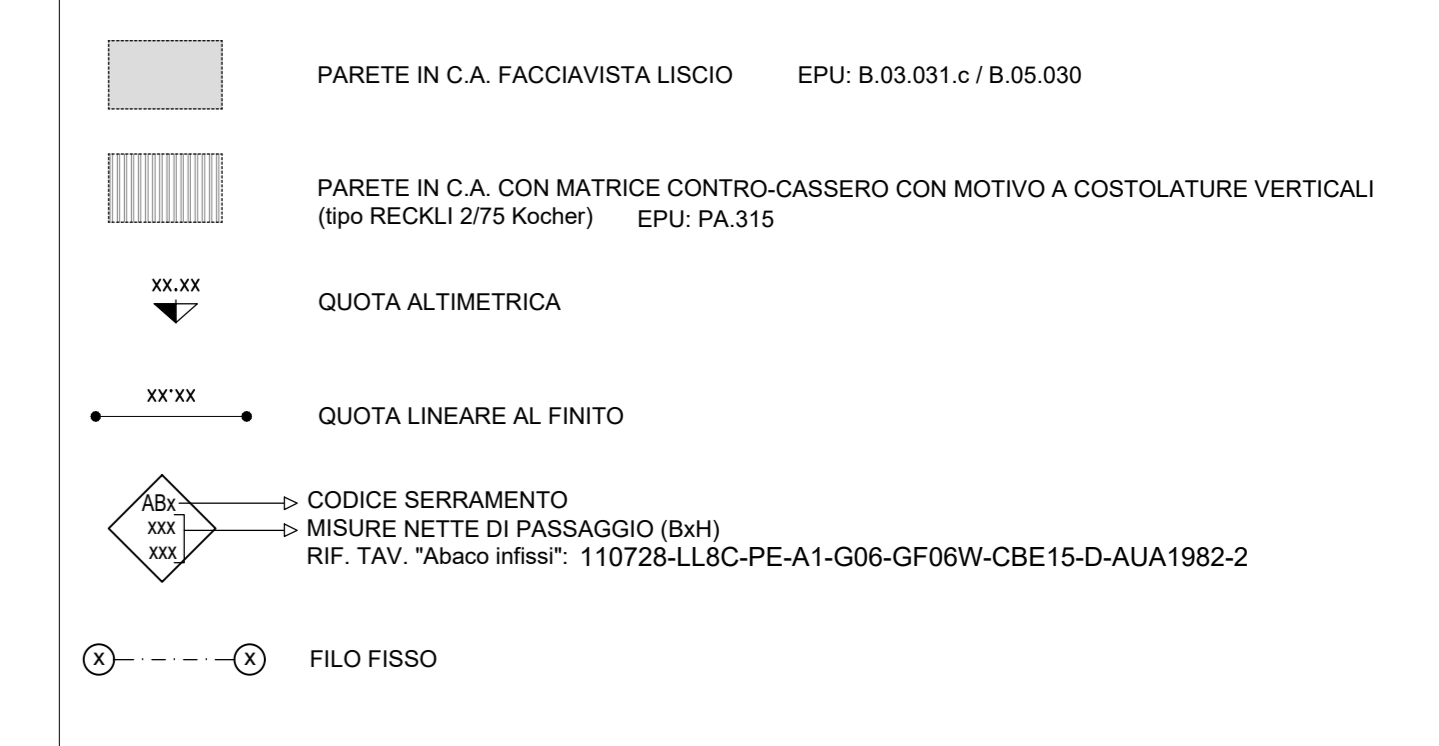 PARETE IN C.A. FACCIAVISTA LISCIO EPU: B.03.031.c / B.05.030
PARETE IN C.A. CON MATRICE CONTRO-CASSERO CON MOTIVO A COSTOLATURE VERTICALI
(tipo RECKLI 2/75 Kocher) EPU: PA.315
xx.xx
QUOTA ALTIMETRICA
xx·xx
QUOTA LINEARE AL FINITO
ABx CODICE SERRAMENTO
xxx MISURE NETTE DI PASSAGGIO (BxH)
xxx RIF. TAV. "Abaco infissi": 110728-LL8C-PE-A1-G06-GF06W-CBE15-D-AUA1982-2
X X FILO FISSO